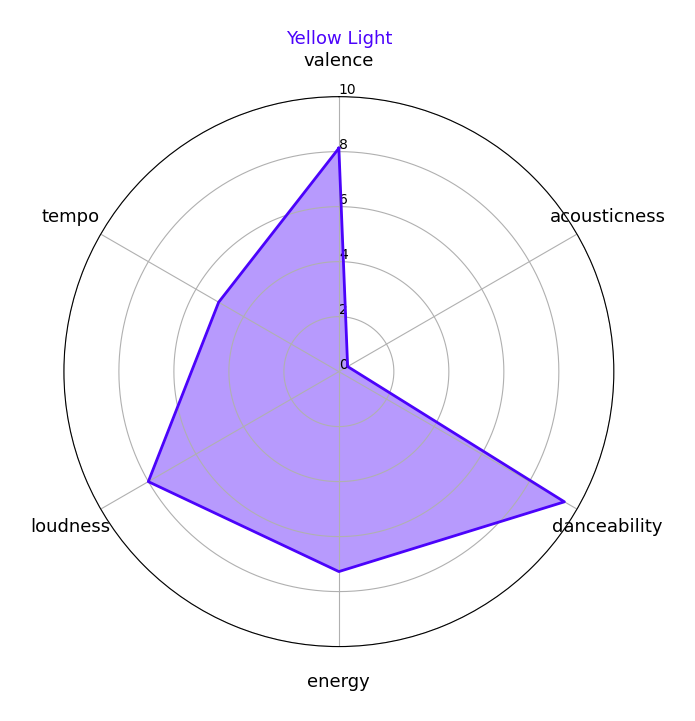 Yellow Light
valence
10
8
6
4
2
0
tempo
acousticness
loudness
danceability
energy